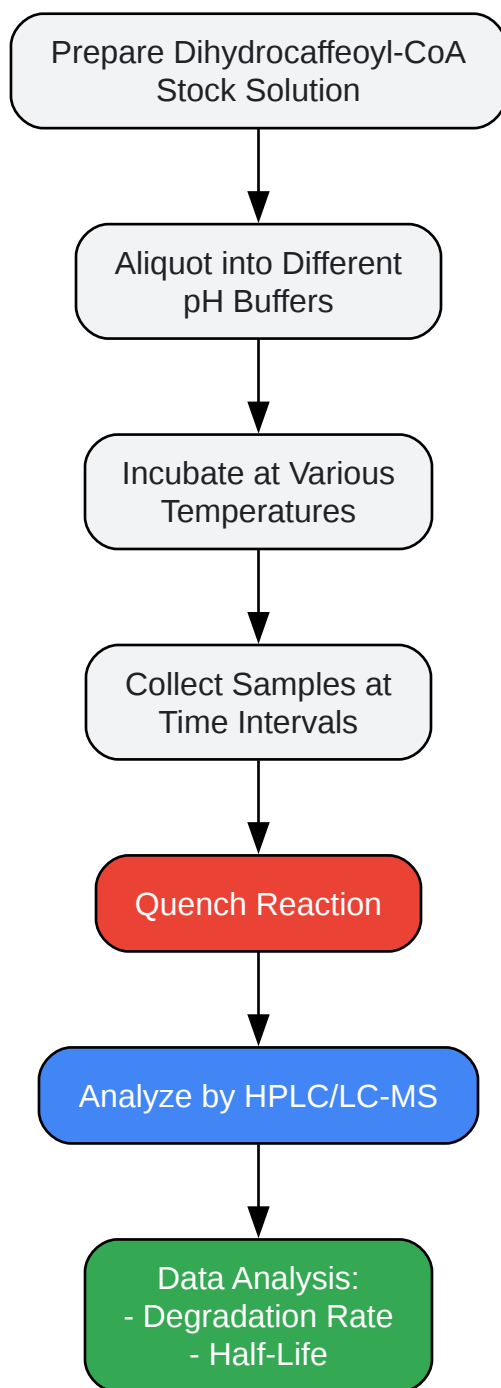 Prepare Dihydrocaffeoyl-CoA
Stock Solution
Aliquot into Different
pH Buffers
Incubate at Various
Temperatures
Collect Samples at
Time Intervals
Quench Reaction
Analyze by HPLC/LC-MS
Data Analysis:
- Degradation Rate
- Half-Life